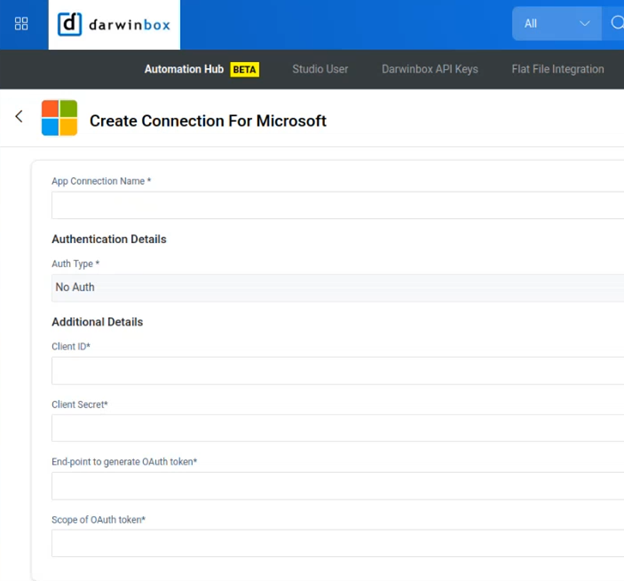 darwinbox
All
Automation Hub BETA
Studio User
Darwinbox API Keys
Flat File Integration
Create Connection For Microsoft
App Connection Name *
Authentication Details
Auth Type *
No Auth
Additional Details
Client ID*
Client Secret*
End-point to generate OAuth token*
Scope of OAuth token*